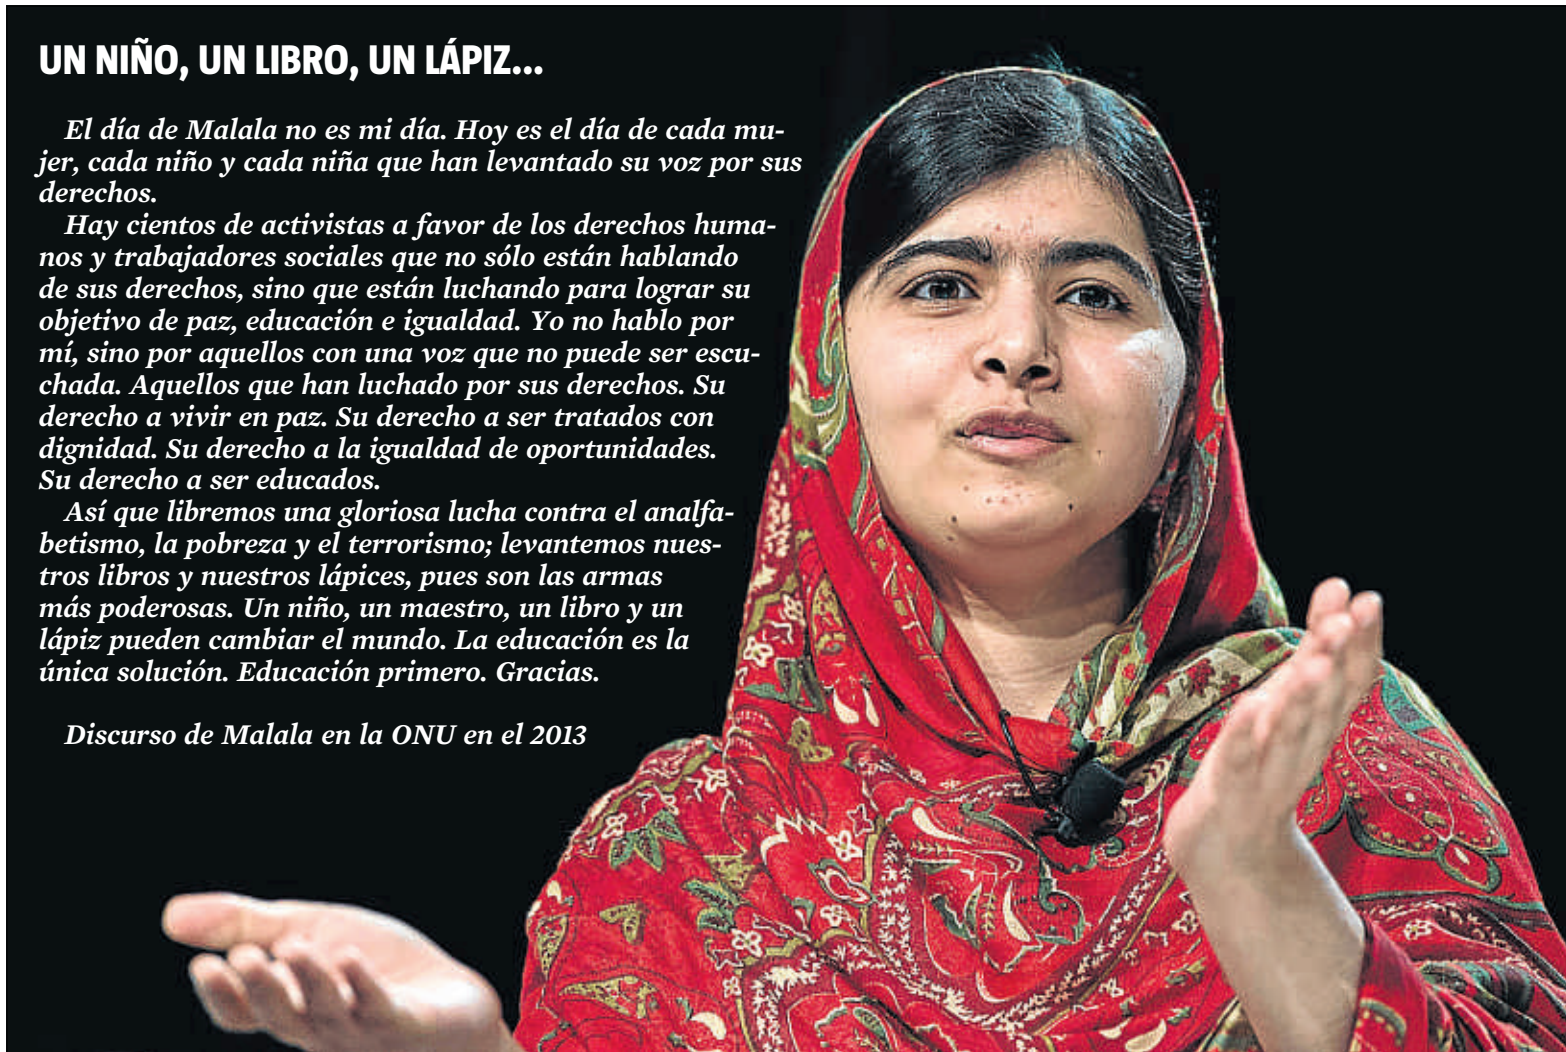 UN NIÑO, UN LIBRO, UN LÁPIZ...
El día de Malala no es mi día. Hoy es el día de cada mu-
jer, cada niño y cada niña que han levantado su voz por sus
derechos.
Hay cientos de activistas a favor de los derechos huma-
nos y trabajadores sociales que no sólo están hablando
de sus derechos, sino que están luchando para lograr su
objetivo de paz, educación e igualdad. Yo no hablo por
mí, sino por aquellos con una voz que no puede ser escu-
chada. Aquellos que han luchado por sus derechos. Su
derecho a vivir en paz. Su derecho a ser tratados con
dignidad. Su derecho a la igualdad de oportunidades.
Su derecho a ser educados.
Así que libremos una gloriosa lucha contra el analfa-
betismo, la pobreza y el terrorismo; levantemos nues-
tros libros y nuestros lápices, pues son las armas
más poderosas. Un niño, un maestro, un libro y un
lápiz pueden cambiar el mundo. La educación es la
única solución. Educación primero. Gracias.
Discurso de Malala en la ONU en el 2013